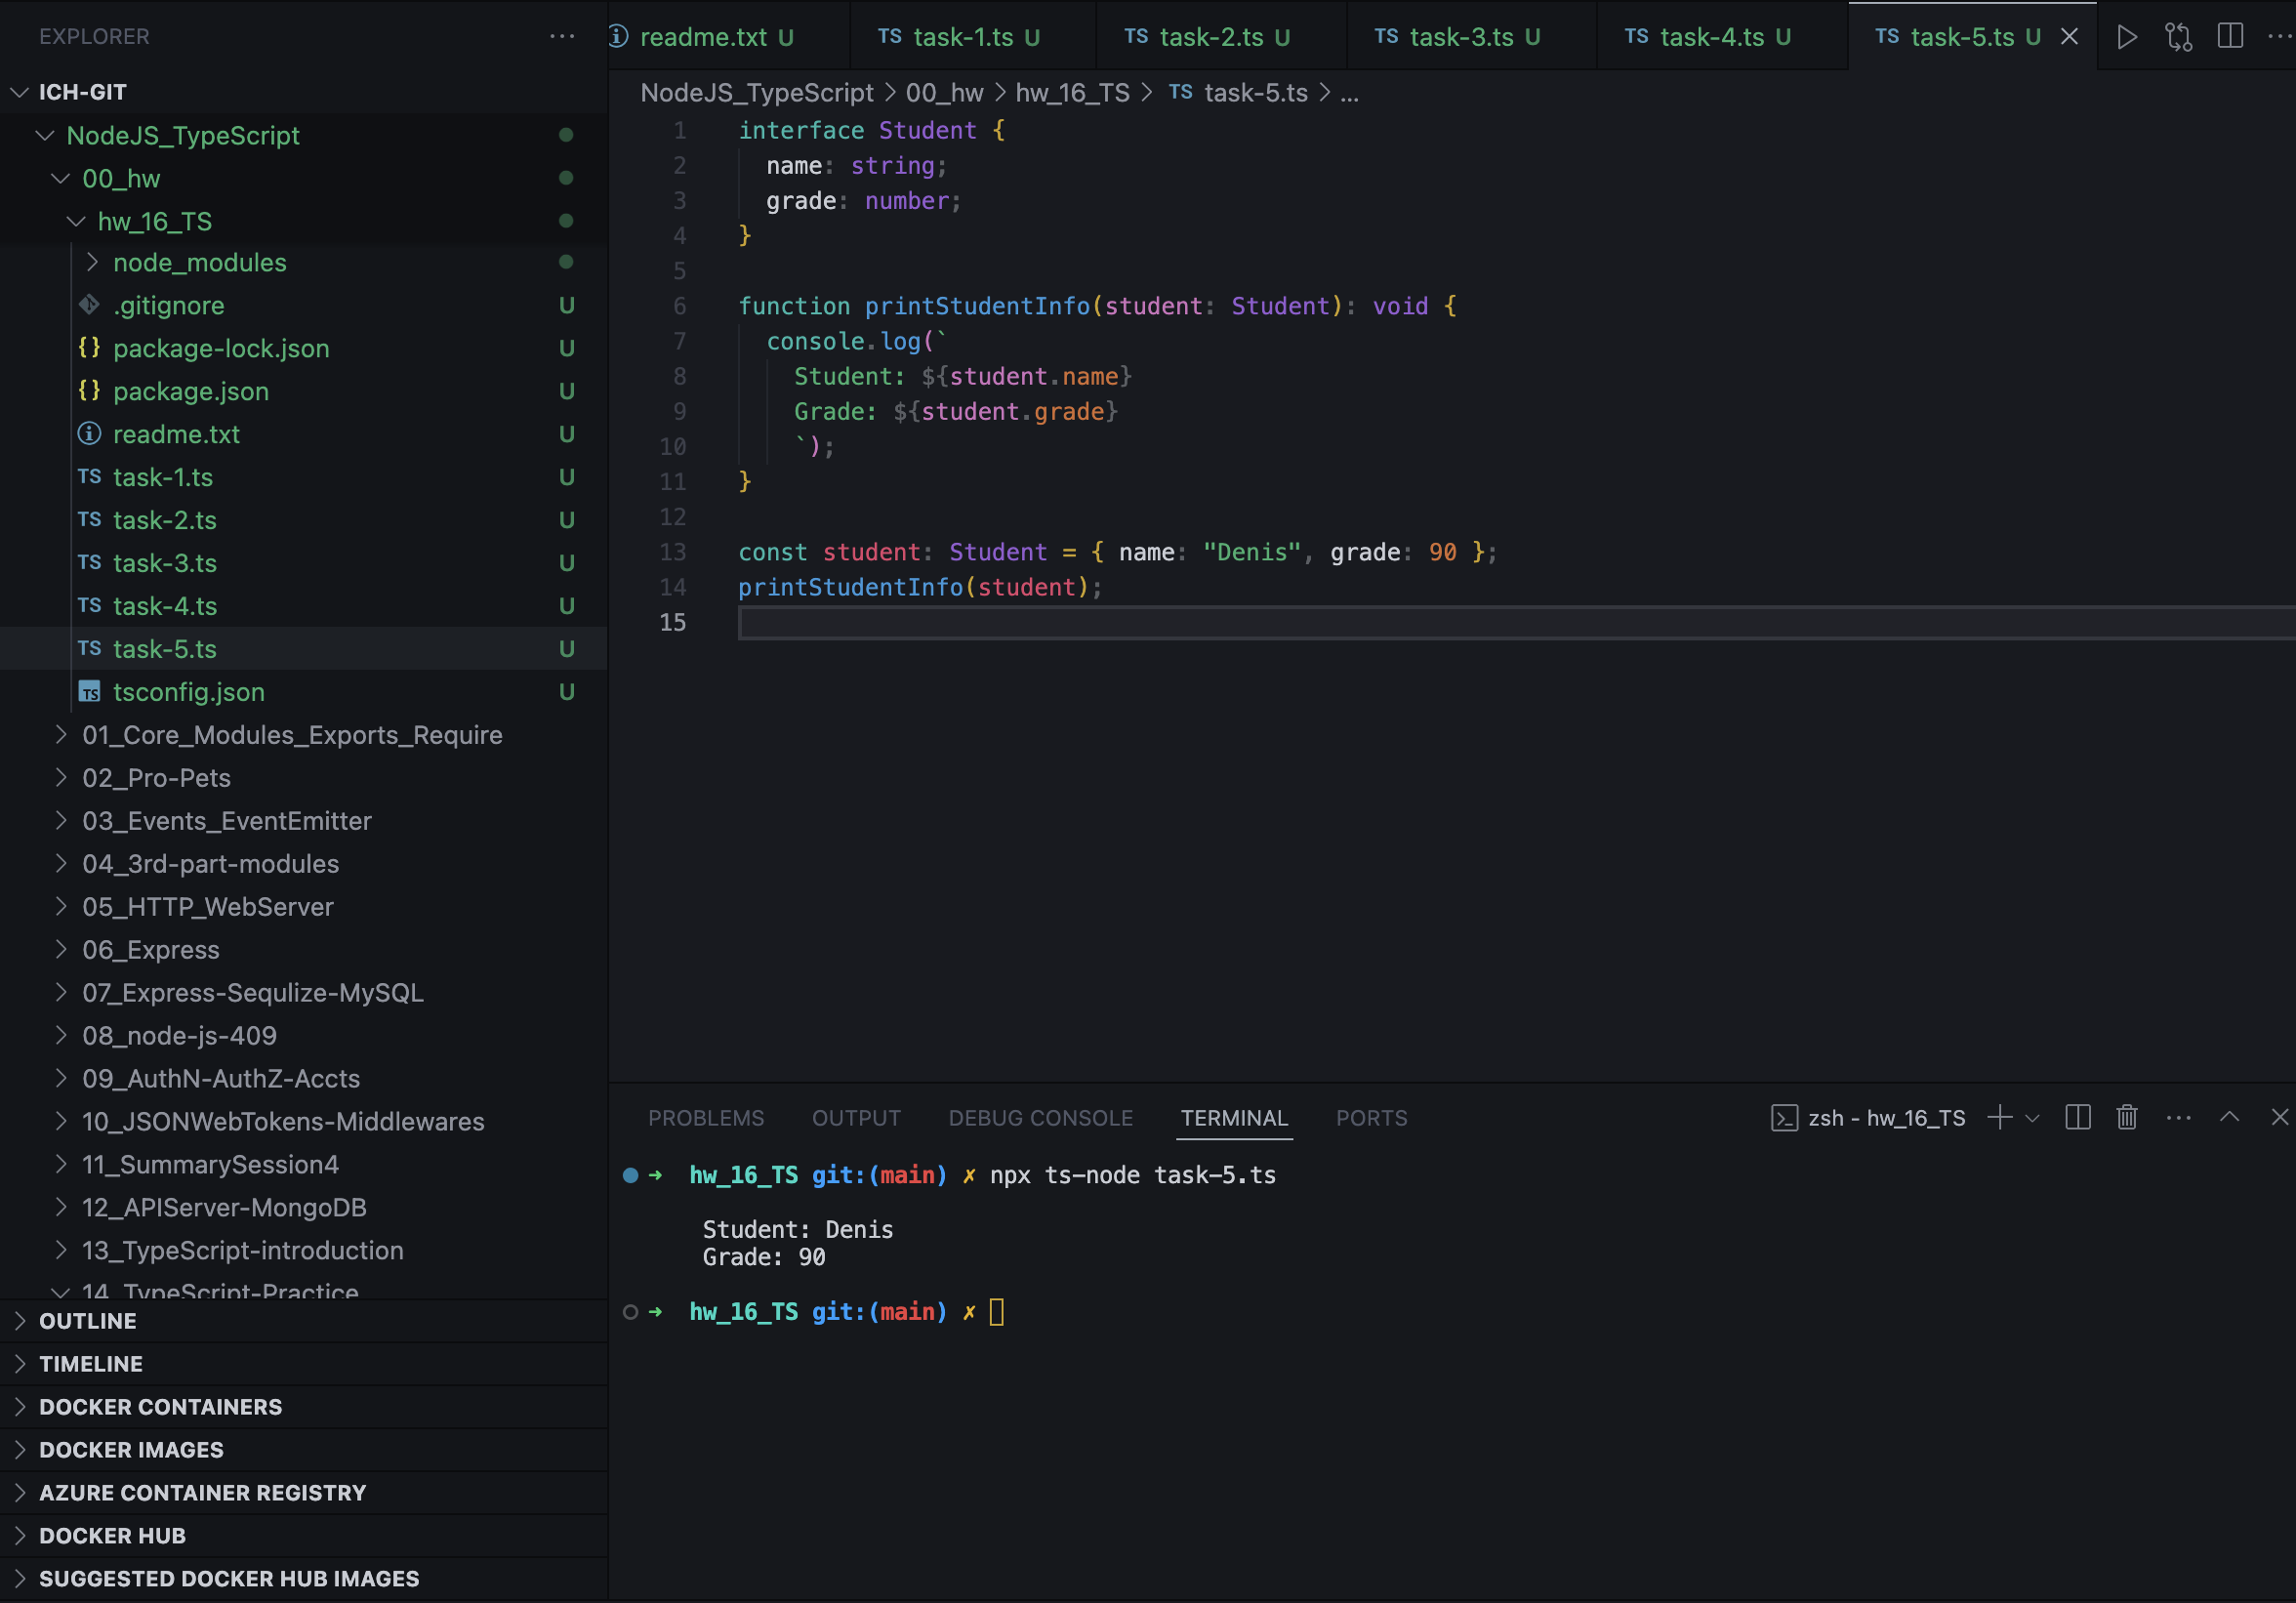 EXPLORER
ICH-GIT
NodeJS_TypeScript
00_hw
hw_16_TS
node_modules
.gitignore U
{} package-lock.json U
{} package.json U
readme.txt U
TS task-1.ts U
TS task-2.ts U
TS task-3.ts U
TS task-4.ts U
TS task-5.ts U
TS tsconfig.json U
01_Core_Modules_Exports_Require
02_Pro-Pets
03_Events_EventEmitter
04_3rd-part-modules
05_HTTP_WebServer
06_Express
07_Express-Sequlize-MySQL
08_node-js-409
09_AuthN-AuthZ-Accts
10_JSONWebTokens-Middlewares
11_SummarySession4
12_APIServer-MongoDB
13_TypeScript-introduction
14_TypeScript-Practice
OUTLINE
TIMELINE
DOCKER CONTAINERS
DOCKER IMAGES
AZURE CONTAINER REGISTRY
DOCKER HUB
SUGGESTED DOCKER HUB IMAGES
readme.txt U TS task-1.ts U TS task-2.ts U TS task-3.ts U TS task-4.ts U TS task-5.ts U
NodeJS_TypeScript > 00_hw > hw_16_TS > TS task-5.ts > ...
1 interface Student {
2 name: string;
3 grade: number;
4 }
5
6 function printStudentInfo(student: Student): void {
7 console.log(`
8 Student: ${student.name}
9 Grade: ${student.grade}
10 `);
11 }
12
13 const student: Student = { name: "Denis", grade: 90 };
14 printStudentInfo(student);
15
PROBLEMS OUTPUT DEBUG CONSOLE TERMINAL PORTS zsh - hw_16_TS
➜ hw_16_TS git:(main) ✗ npx ts-node task-5.ts
Student: Denis
Grade: 90
➜ hw_16_TS git:(main) ✗